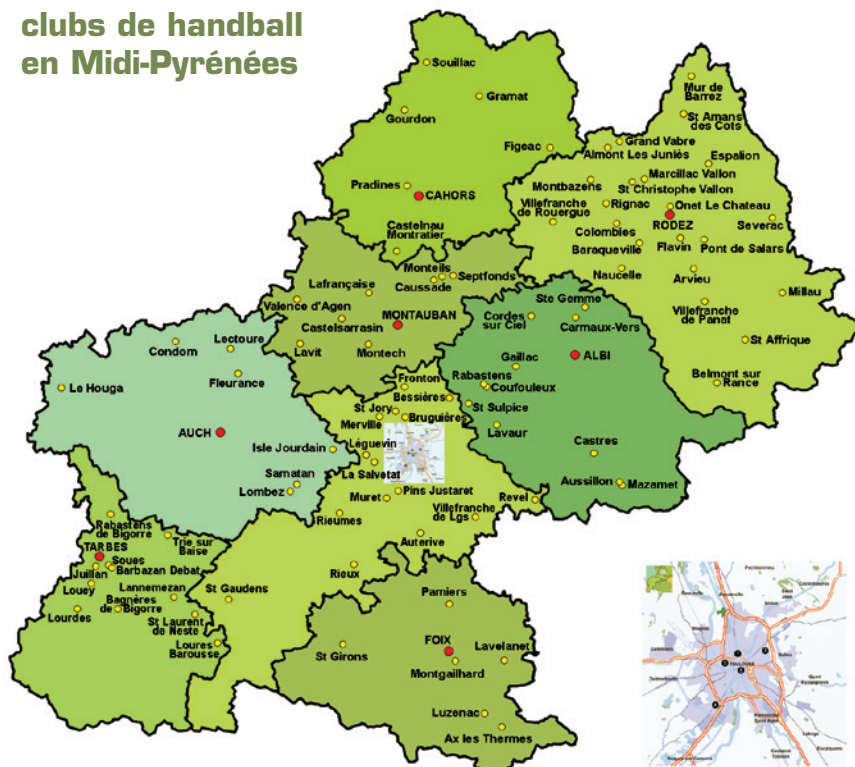 clubs de handball
en Midi-Pyrénées
Souillac
Gramat
Gourdon
Figeac
Pradines
CAHORS
Castelnau
Montratier
Mur de
Barrez
St Amans
des Cots
Grand Vabre
Almont Les Juniés
Espalion
Marcillac Vallon
Montbazens
St Christophe Vallon
Villefranche
de Rouergue
Rignac
Onet Le Chateau
RODEZ
Severac
Colombies
Flavin
Baraqueville
Pont de Salars
Naucelle
Arvieu
Millau
Villefranche
de Panat
St Affrique
Belmont sur
Rance
Monteils
Septfonds
Caussade
Lafrançaise
Valence d'Agen
Castelsarrasin
MONTAUBAN
Lavit
Montech
Ste Gemme
Cordes
sur Ciel
Carmaux-Vers
ALBI
Gaillac
Rabastens
Coufouleux
St Sulpice
Lavaur
Castres
Aussillon
Mazamet
Condom
Lectoure
Le Houga
Fleurance
AUCH
Isle Jourdain
Samatan
Lombez
Fronton
Bessières
St Jory
Bruguières
Merville
Léguevin
La Salvetat
Pins Justaret
Muret
Villefranche
de Lgs
Revel
Rieumes
Auterive
Rieux
St Gaudens
Rabastens
de Bigorre
Trie sur
Baise
TARBES
Soues
Juillan
Barbazan Debat
Louey
Lannemezan
Bagnères
de Bigorre
Lourdes
St Laurent
de Neste
Loures
Barousse
Pamiers
FOIX
St Girons
Lavelanet
Montgailhard
Luzenac
Ax les Thermes